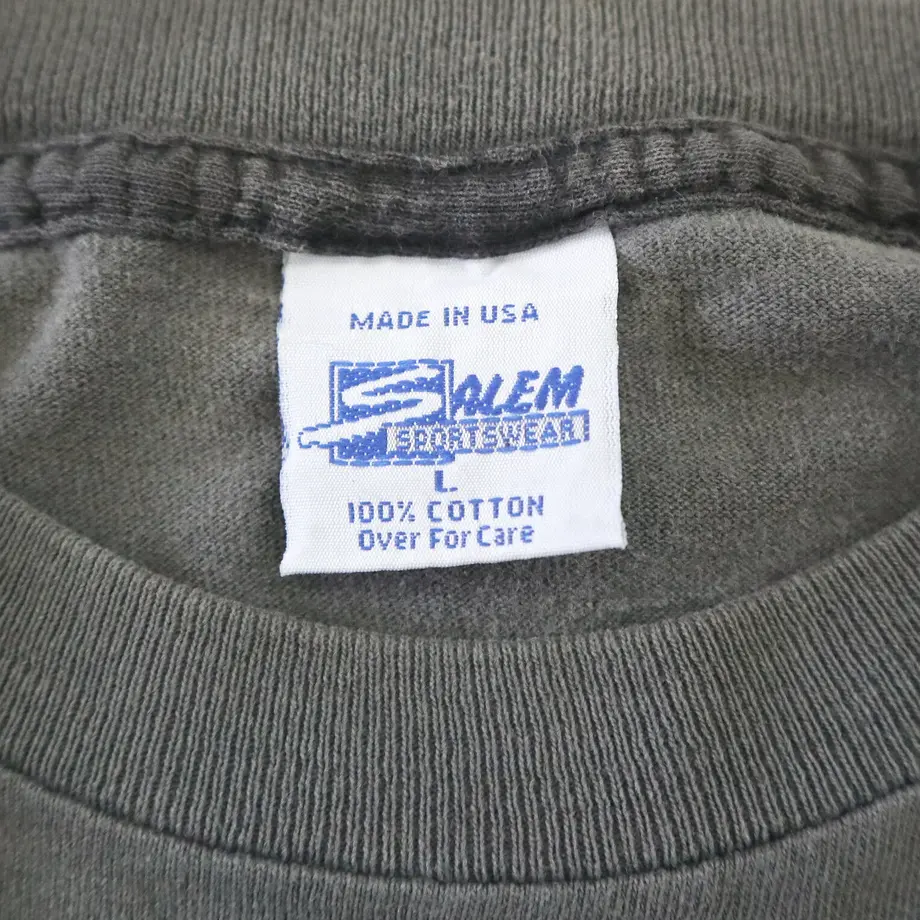 MADE IN USA
SALEM
SPORTSWEAR
L.
100% COTTON
Over For Care